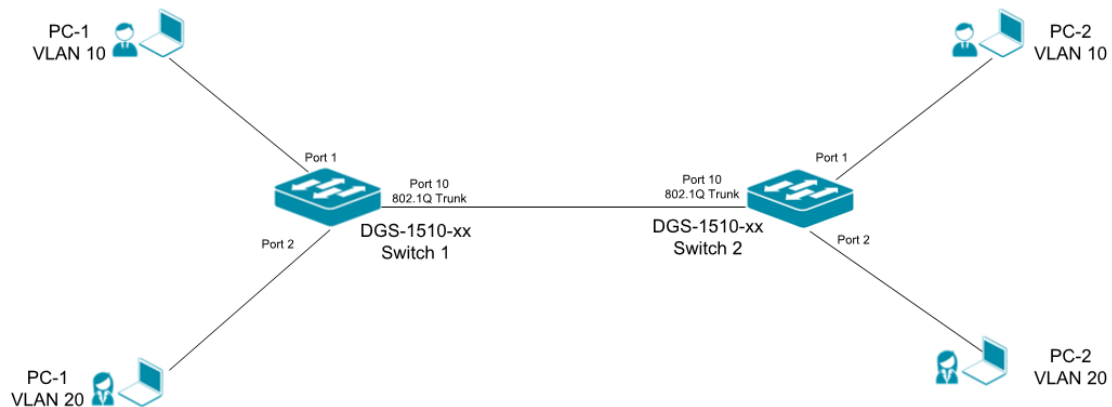 PC-1
VLAN 10
PC-2
VLAN 10
Port 1
Port 1
Port 10
802.1Q Trunk
Port 10
802.1Q Trunk
DGS-1510-xx
Switch 1
DGS-1510-xx
Switch 2
Port 2
Port 2
PC-1
VLAN 20
PC-2
VLAN 20